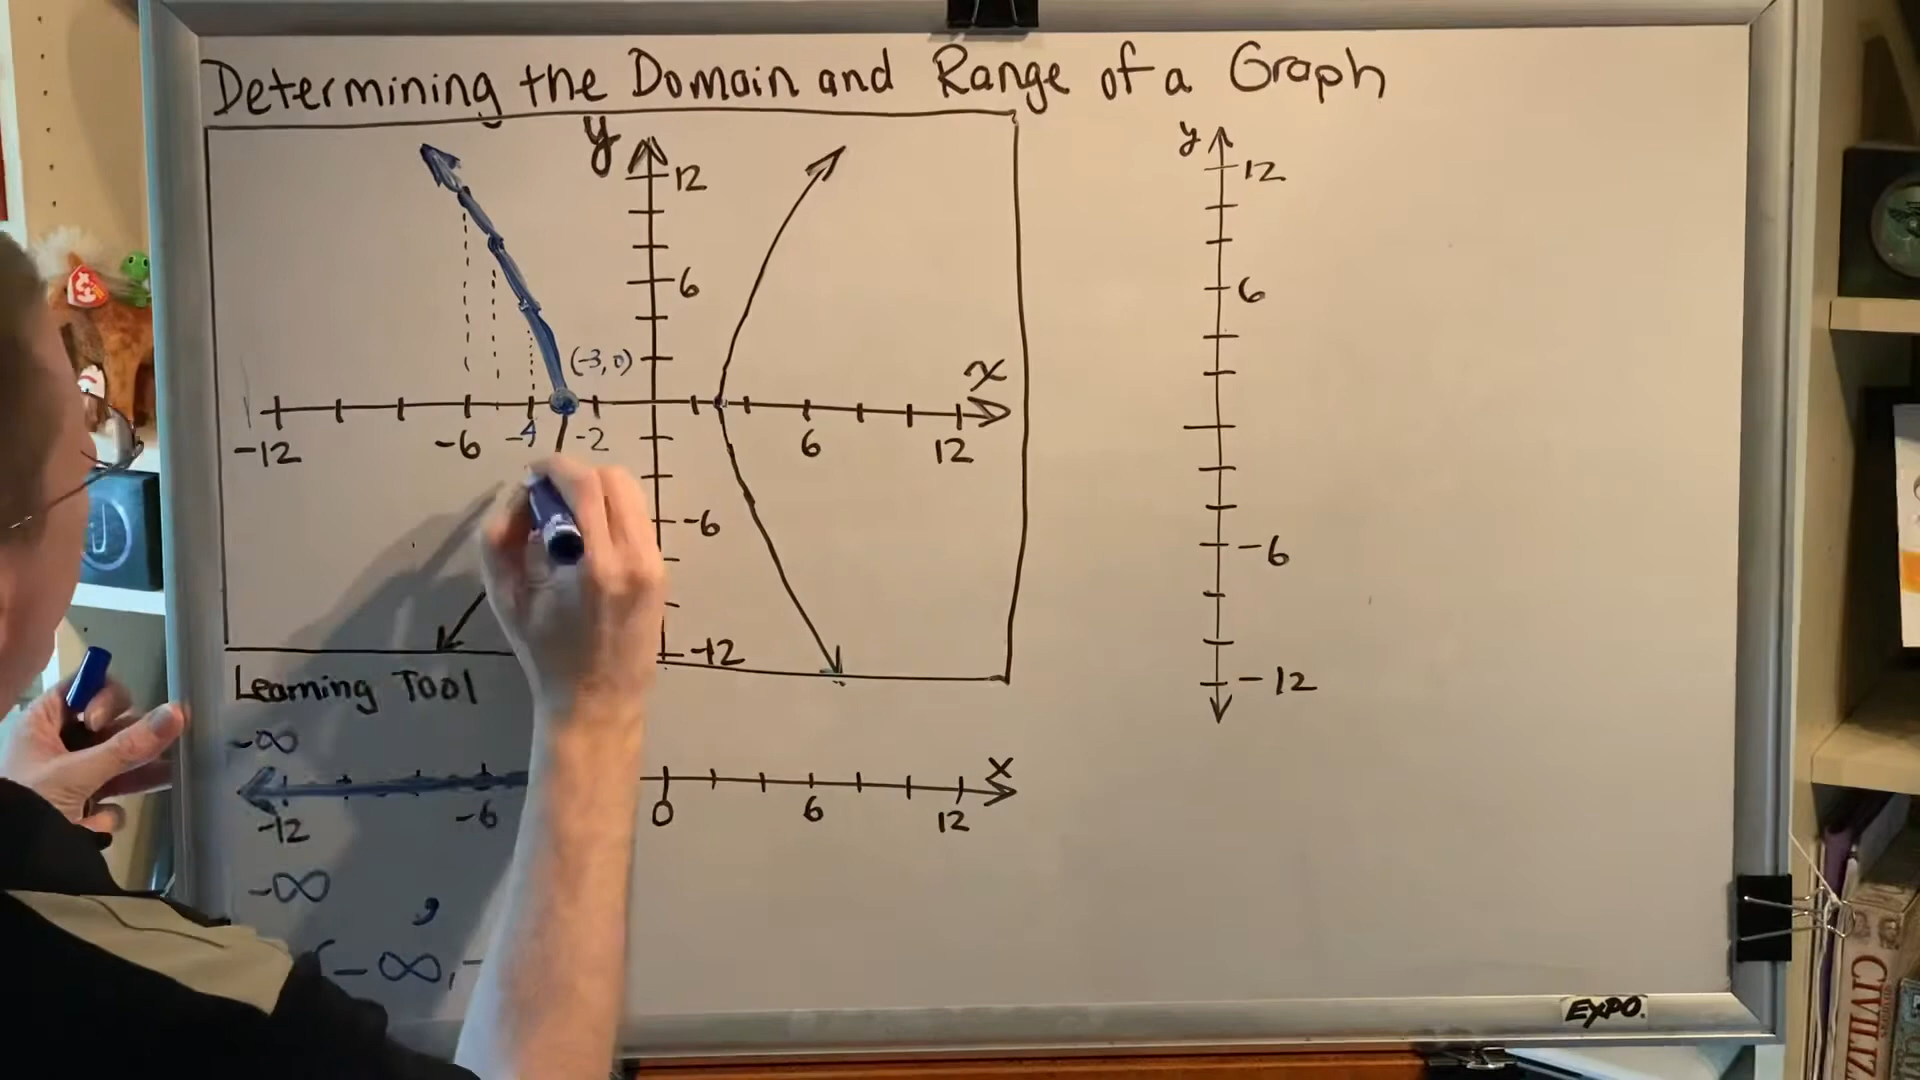 Determining the Domain and Range of a Graph
y
12
6
(-3,0)
x
-12 -6 -4 -2 6 12
-6
-12
y
12
6
-6
-12
Learning Tool
-∞
x
-12 -6 0 6 12
-∞ ,
(-∞, -
EXPO.
CIVILIZ